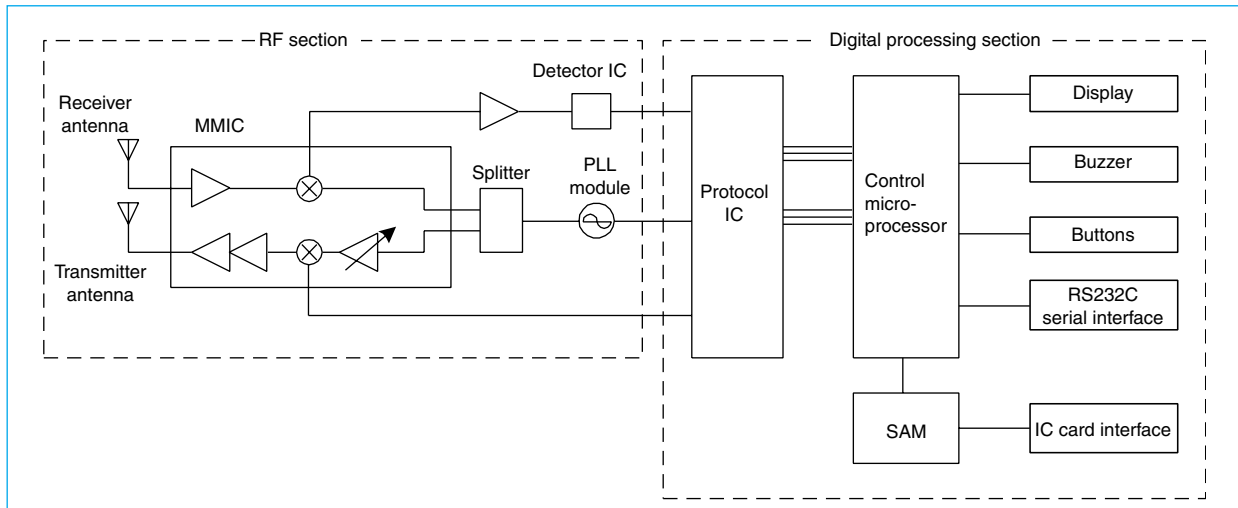 RF section
Digital processing section
Detector IC
Receiver
antenna
MMIC
Splitter
PLL
module
Transmitter
antenna
Protocol
IC
Control
micro-
processor
Display
Buzzer
Buttons
RS232C
serial interface
SAM
IC card interface